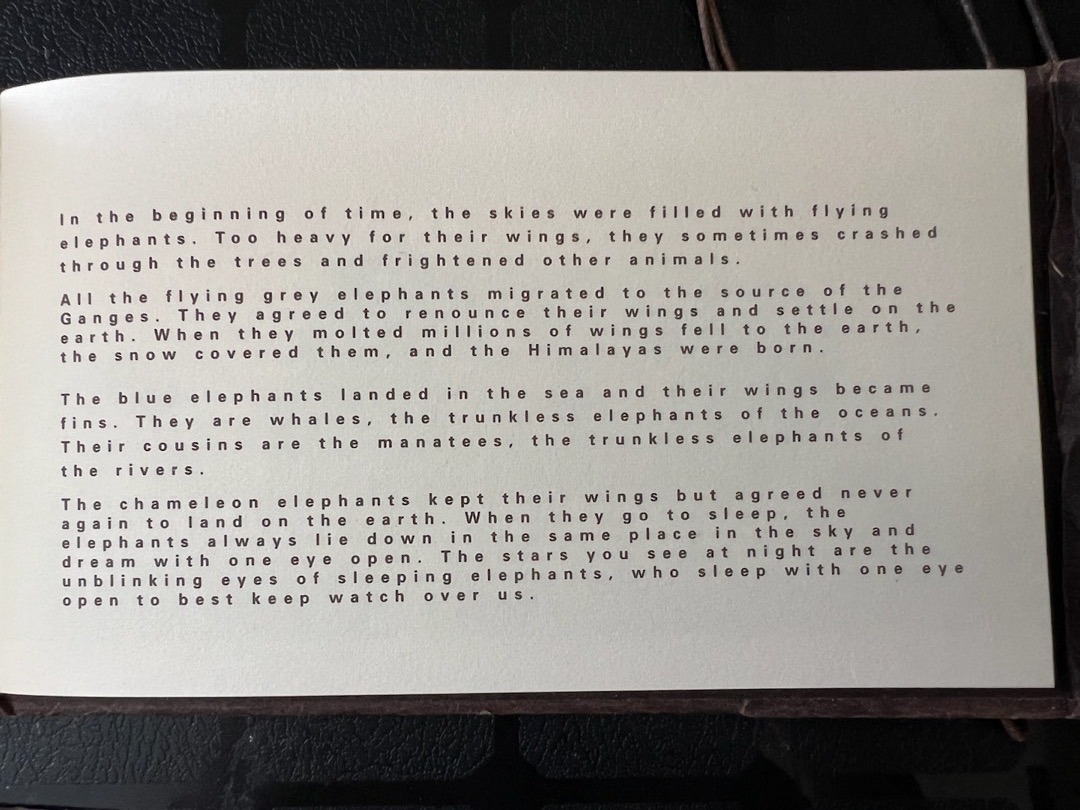 In the beginning of time, the skies were filled with flying
elephants. Too heavy for their wings, they sometimes crashed
through the trees and frightened other animals.
All the flying grey elephants migrated to the source of the
Ganges. They agreed to renounce their wings and settle on the
earth. When they molted millions of wings fell to the earth,
the snow covered them, and the Himalayas were born.
The blue elephants landed in the sea and their wings became
fins. They are whales, the trunkless elephants of the oceans.
Their cousins are the manatees, the trunkless elephants of
the rivers.
The chameleon elephants kept their wings but agreed never
again to land on the earth. When they go to sleep, the
elephants always lie down in the same place in the sky and
dream with one eye open. The stars you see at night are the
unblinking eyes of sleeping elephants, who sleep with one eye
open to best keep watch over us.